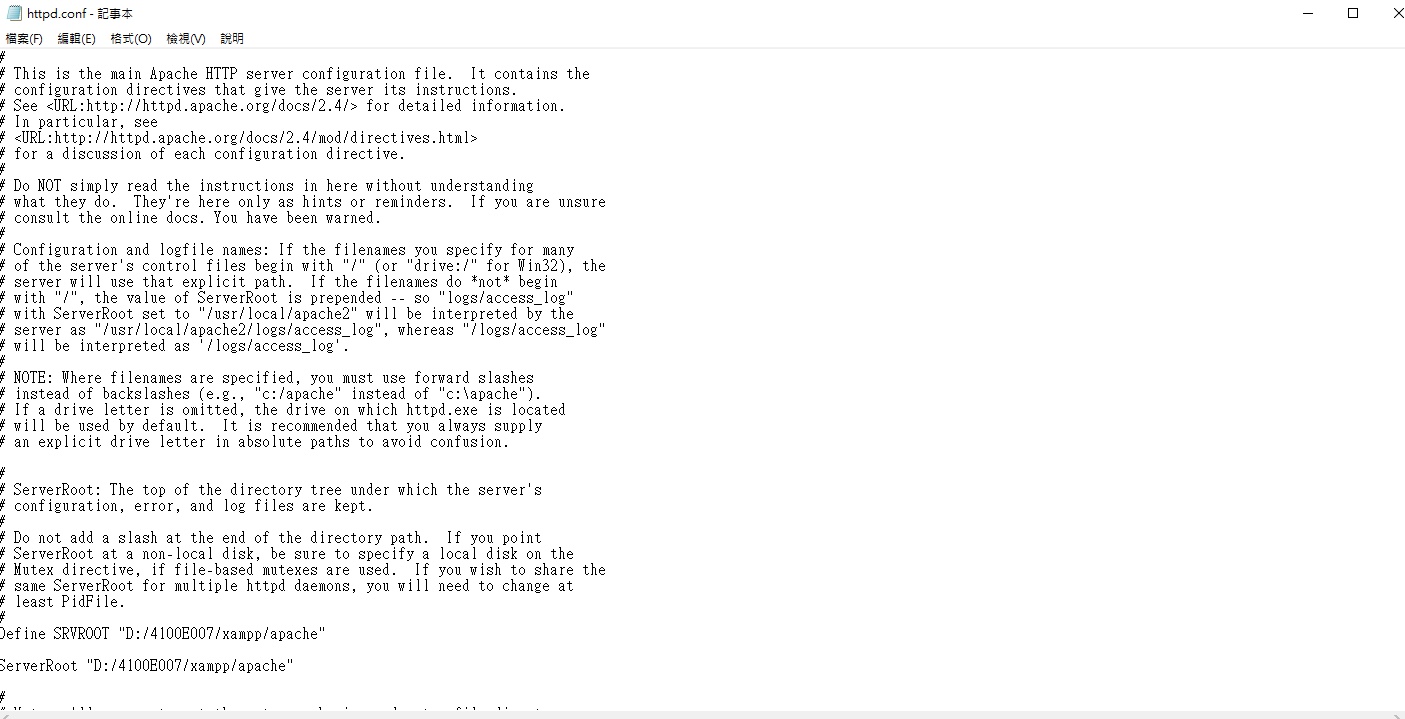 httpd.conf - 記事本
檔案(F) 編輯(E) 格式(O) 檢視(V) 說明
#
# This is the main Apache HTTP server configuration file.  It contains the
# configuration directives that give the server its instructions.
# See <URL:http://httpd.apache.org/docs/2.4/> for detailed information.
# In particular, see
# <URL:http://httpd.apache.org/docs/2.4/mod/directives.html>
# for a discussion of each configuration directive.
#
# Do NOT simply read the instructions in here without understanding
# what they do.  They're here only as hints or reminders.  If you are unsure
# consult the online docs. You have been warned.
#
# Configuration and logfile names: If the filenames you specify for many
# of the server's control files begin with "/" (or "drive:/" for Win32), the
# server will use that explicit path.  If the filenames do *not* begin
# with "/", the value of ServerRoot is prepended -- so "logs/access_log"
# with ServerRoot set to "/usr/local/apache2" will be interpreted by the
# server as "/usr/local/apache2/logs/access_log", whereas "/logs/access_log"
# will be interpreted as '/logs/access_log'.
#
# NOTE: Where filenames are specified, you must use forward slashes
# instead of backslashes (e.g., "c:/apache" instead of "c:\apache").
# If a drive letter is omitted, the drive on which httpd.exe is located
# will be used by default.  It is recommended that you always supply
# an explicit drive letter in absolute paths to avoid confusion.
#
# ServerRoot: The top of the directory tree under which the server's
# configuration, error, and log files are kept.
#
# Do not add a slash at the end of the directory path.  If you point
# ServerRoot at a non-local disk, be sure to specify a local disk on the
# Mutex directive, if file-based mutexes are used.  If you wish to share the
# same ServerRoot for multiple httpd daemons, you will need to change at
# least PidFile.
#
Define SRVROOT "D:/4100E007/xampp/apache"
ServerRoot "D:/4100E007/xampp/apache"
#